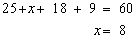 25+x+ 18 + 9 = 60
x= 8